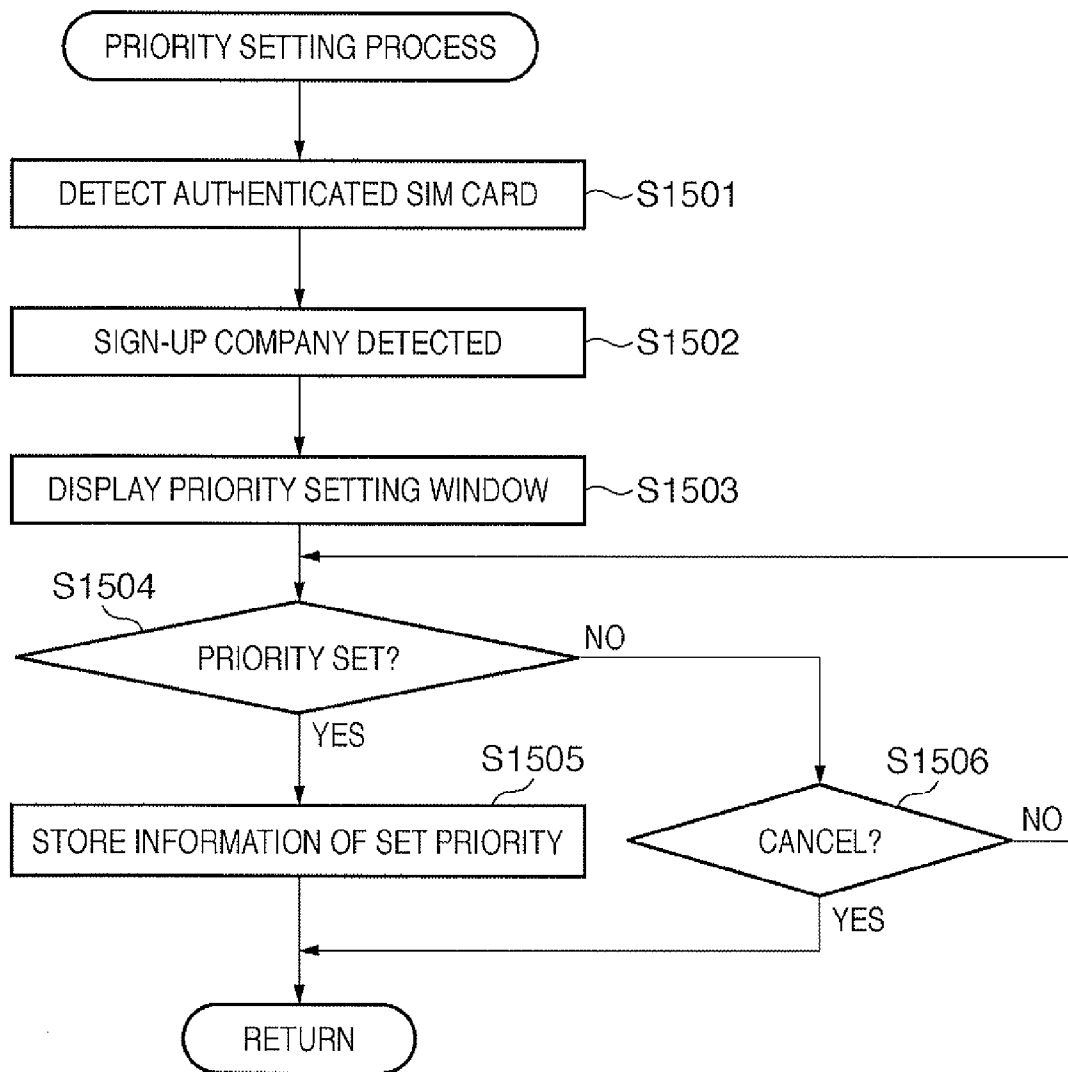 PRIORITY SETTING PROCESS
DETECT AUTHENTICATED SIM CARD
S1501
SIGN-UP COMPANY DETECTED
S1502
DISPLAY PRIORITY SETTING WINDOW
S1503
S1504
PRIORITY SET?
NO
YES
S1505
STORE INFORMATION OF SET PRIORITY
S1506
CANCEL?
NO
YES
RETURN